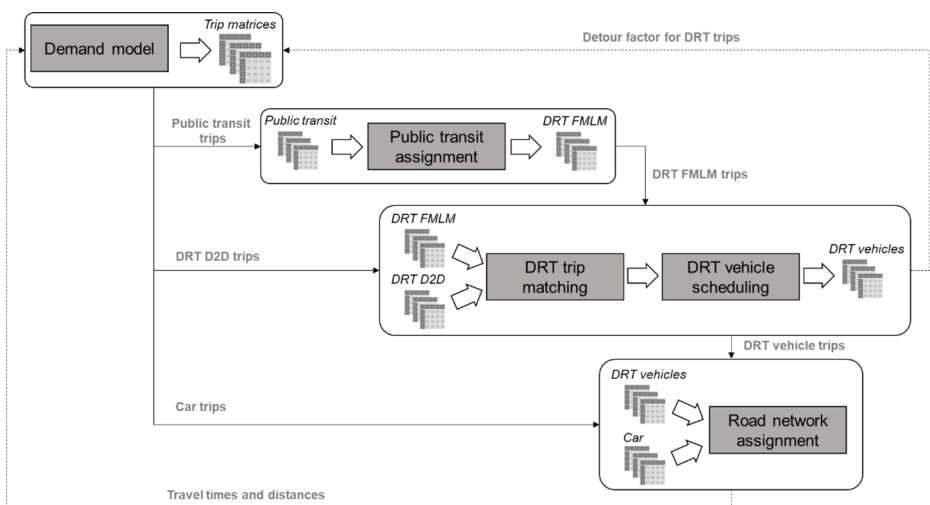 Trip matrices
Demand model
Detour factor for DRT trips
Public transit
trips
Public transit
Public transit
assignment
DRT FMLM
DRT FMLM trips
DRT FMLM
DRT D2D trips
DRT D2D
DRT trip
matching
DRT vehicle
scheduling
DRT vehicles
DRT vehicle trips
DRT vehicles
Car trips
Car
Road network
assignment
Travel times and distances